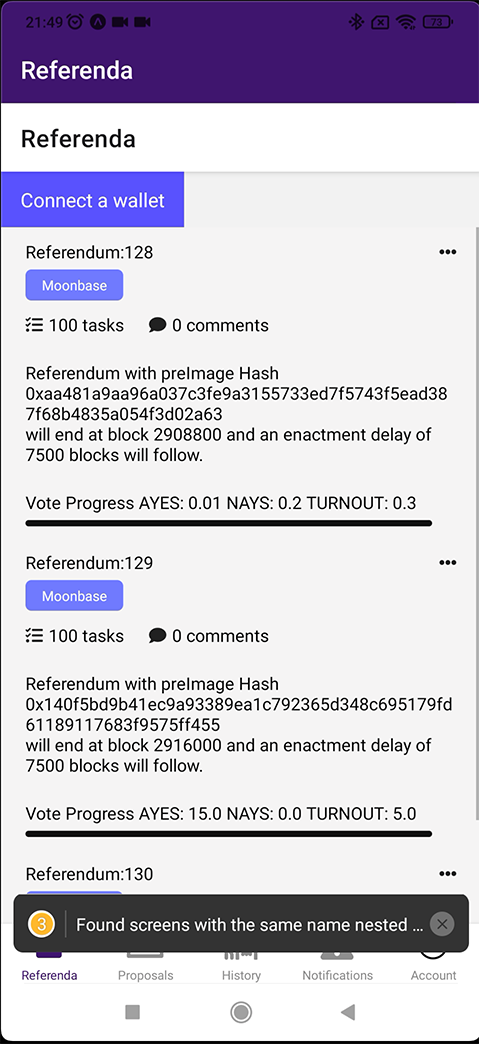 21:49 73
Referenda
Referenda
Connect a wallet
Referendum:128
Moonbase
100 tasks 0 comments
Referendum with preImage Hash
0xaa481a9aa96a037c3fe9a3155733ed7f5743f5ead38
7f68b4835a054f3d02a63
will end at block 2908800 and an enactment delay of
7500 blocks will follow.
Vote Progress AYES: 0.01 NAYS: 0.2 TURNOUT: 0.3
Referendum:129
Moonbase
100 tasks 0 comments
Referendum with preImage Hash
0x140f5bd9b41ec9a93389ea1c792365d348c695179fd
61189117683f9575ff455
will end at block 2916000 and an enactment delay of
7500 blocks will follow.
Vote Progress AYES: 15.0 NAYS: 0.0 TURNOUT: 5.0
Referendum:130
3 Found screens with the same name nested ...
Referenda Proposals History Notifications Account